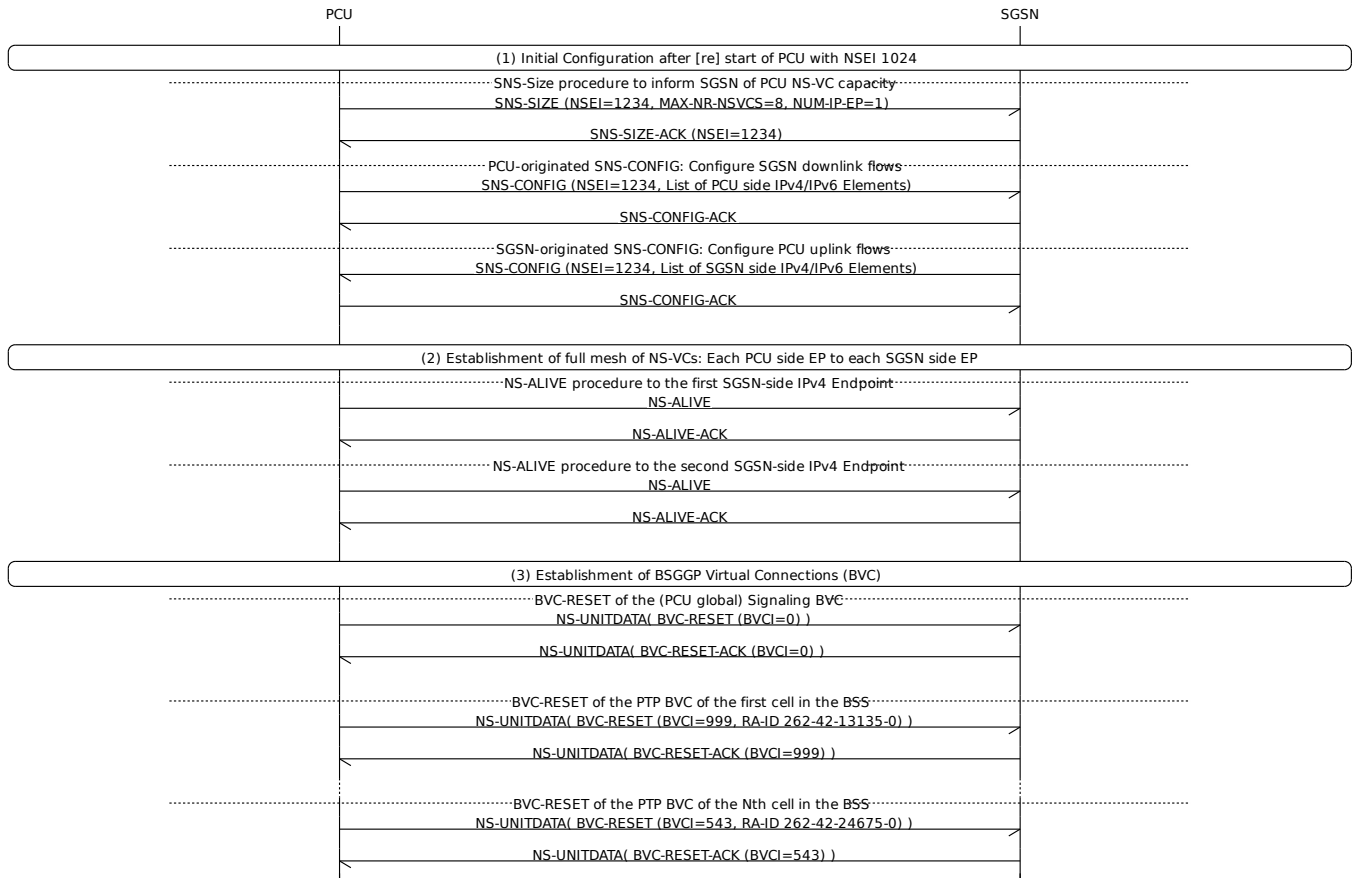 PCU
SGSN
(1) Initial Configuration after [re] start of PCU with NSEI 1024
SNS-Size procedure to inform SGSN of PCU NS-VC capacity
SNS-SIZE (NSEI=1234, MAX-NR-NSVCS=8, NUM-IP-EP=1)
SNS-SIZE-ACK (NSEI=1234)
PCU-originated SNS-CONFIG: Configure SGSN downlink flows
SNS-CONFIG (NSEI=1234, List of PCU side IPv4/IPv6 Elements)
SNS-CONFIG-ACK
SGSN-originated SNS-CONFIG: Configure PCU uplink flows
SNS-CONFIG (NSEI=1234, List of SGSN side IPv4/IPv6 Elements)
SNS-CONFIG-ACK
(2) Establishment of full mesh of NS-VCs: Each PCU side EP to each SGSN side EP
NS-ALIVE procedure to the first SGSN-side IPv4 Endpoint
NS-ALIVE
NS-ALIVE-ACK
NS-ALIVE procedure to the second SGSN-side IPv4 Endpoint
NS-ALIVE
NS-ALIVE-ACK
(3) Establishment of BSGGP Virtual Connections (BVC)
BVC-RESET of the (PCU global) Signaling BVC
NS-UNITDATA( BVC-RESET (BVCI=0) )
NS-UNITDATA( BVC-RESET-ACK (BVCI=0) )
BVC-RESET of the PTP BVC of the first cell in the BSS
NS-UNITDATA( BVC-RESET (BVCI=999, RA-ID 262-42-13135-0) )
NS-UNITDATA( BVC-RESET-ACK (BVCI=999) )
BVC-RESET of the PTP BVC of the Nth cell in the BSS
NS-UNITDATA( BVC-RESET (BVCI=543, RA-ID 262-42-24675-0) )
NS-UNITDATA( BVC-RESET-ACK (BVCI=543) )